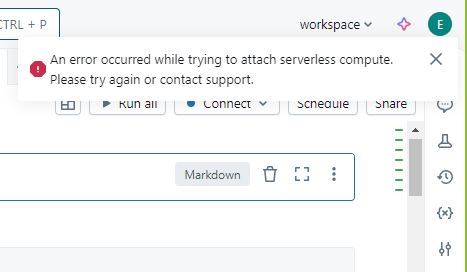 CTRL + P
workspace
E
An error occurred while trying to attach serverless compute.
Please try again or contact support.
Run all
Connect
Schedule
Share
Markdown